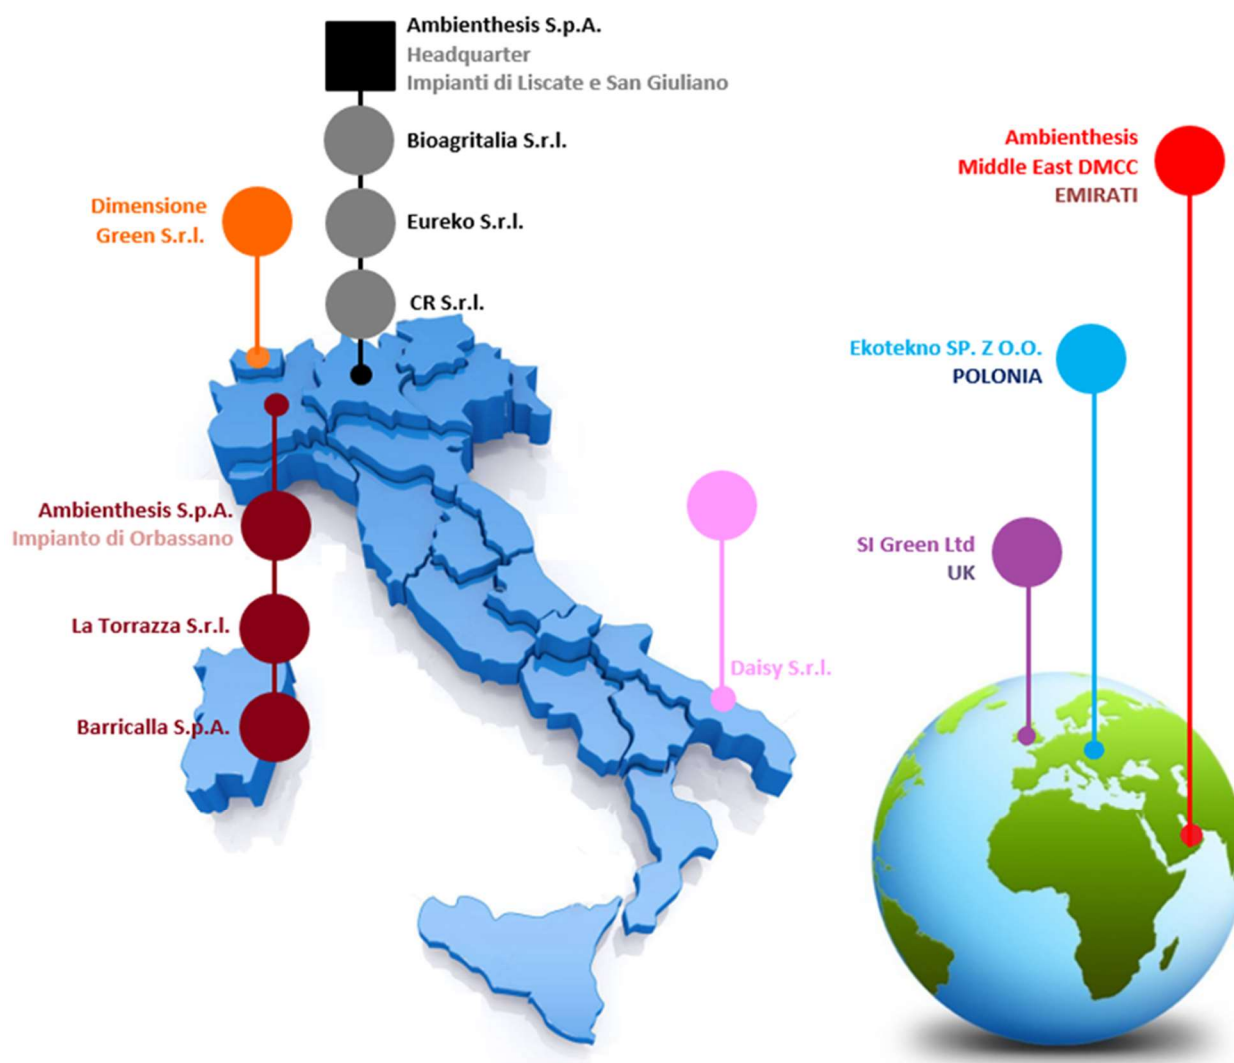 Ambienthesis S.p.A.
Headquarter
Impianti di Liscate e San Giuliano
Bioagritalia S.r.l.
Eureko S.r.l.
CR S.r.l.
Dimensione
Green S.r.l.
Ambienthesis S.p.A.
Impianto di Orbassano
La Torrazza S.r.l.
Barricalla S.p.A.
Daisy S.r.l.
Ambienthesis
Middle East DMCC
EMIRATI
Ekotekno SP. Z O.O.
POLONIA
SI Green Ltd
UK